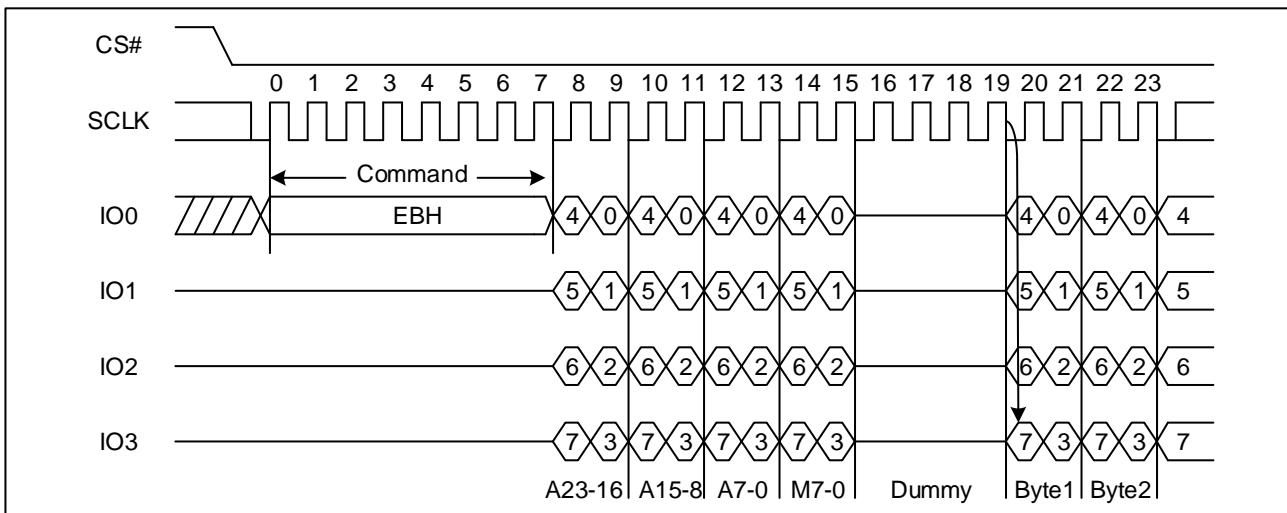 CS#
0 1 2 3 4 5 6 7 8 9 10 11 12 13 14 15 16 17 18 19 20 21 22 23
SCLK
Command
IO0 EBH 4 0 4 0 4 0 4 0 4 0 4 0 4
IO1 5 1 5 1 5 1 5 1 5 1 5 1 5
IO2 6 2 6 2 6 2 6 2 6 2 6 2 6
IO3 7 3 7 3 7 3 7 3 7 3 7 3 7
A23-16 A15-8 A7-0 M7-0 Dummy Byte1 Byte2